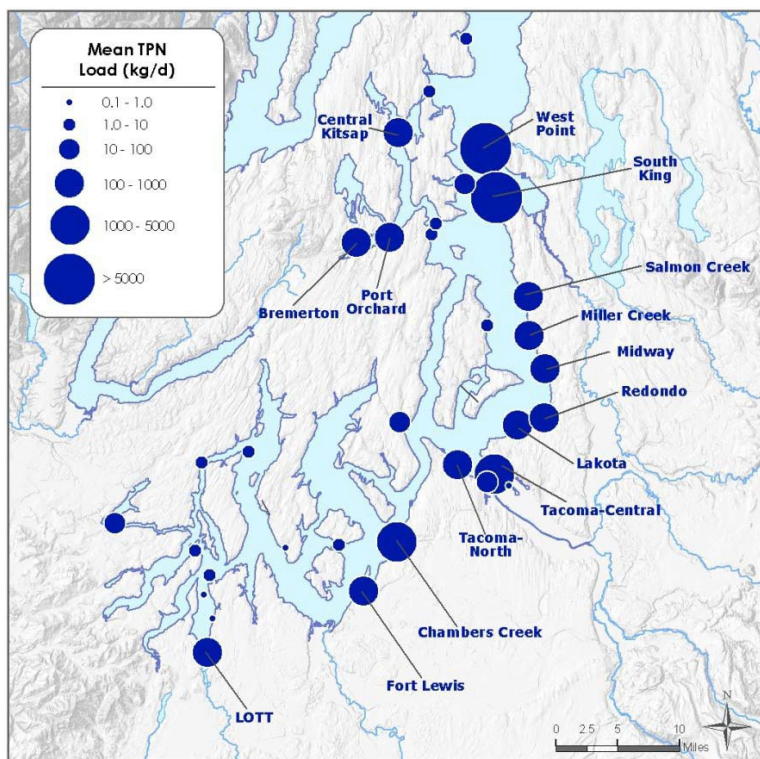 Mean TPN
Load (kg/d)
0.1 - 1.0
1.0 - 10
10 - 100
100 - 1000
1000 - 5000
> 5000
Central
Kitsap
West
Point
South
King
Bremerton
Port
Orchard
Salmon Creek
Miller Creek
Midway
Redondo
Lakota
Tacoma-Central
Tacoma-
North
Chambers Creek
Fort Lewis
LOTT
N
0 2.5 5 10
Miles